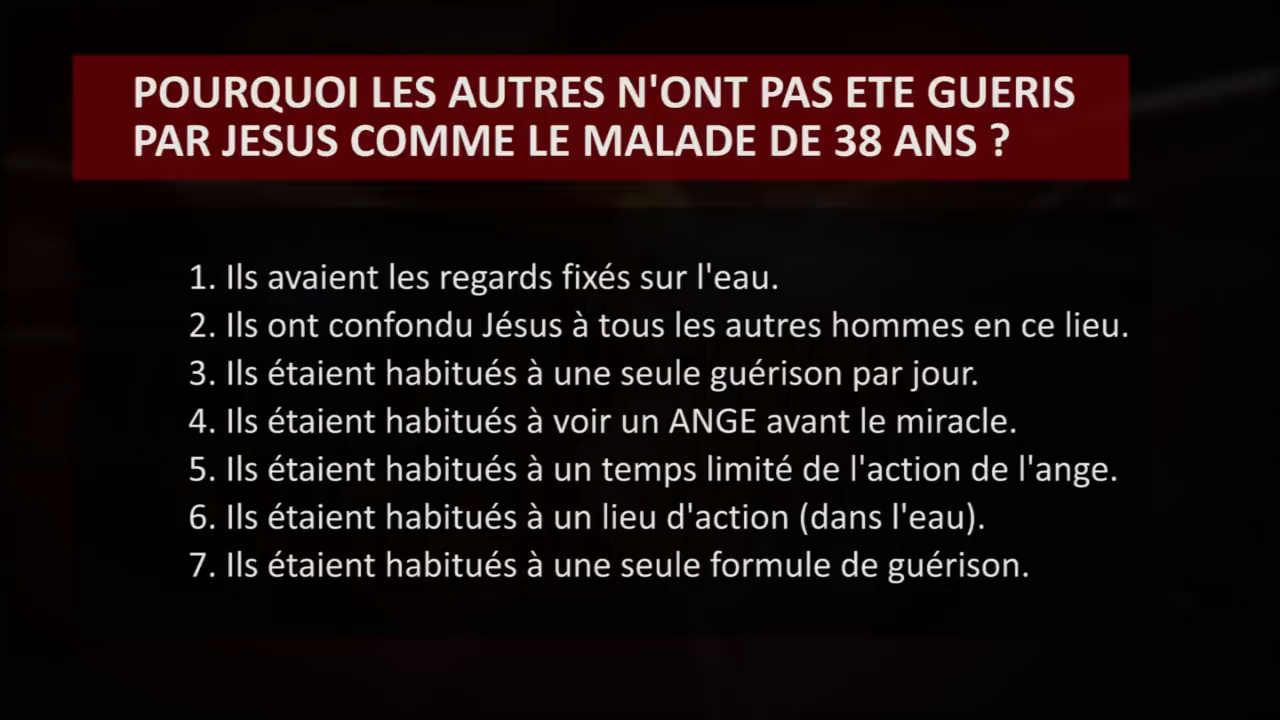 POURQUOI LES AUTRES N'ONT PAS ETE GUERIS
PAR JESUS COMME LE MALADE DE 38 ANS ?
1. Ils avaient les regards fixés sur l'eau.
2. Ils ont confondu Jésus à tous les autres hommes en ce lieu.
3. Ils étaient habitués à une seule guérison par jour.
4. Ils étaient habitués à voir un ANGE avant le miracle.
5. Ils étaient habitués à un temps limité de l'action de l'ange.
6. Ils étaient habitués à un lieu d'action (dans l'eau).
7. Ils étaient habitués à une seule formule de guérison.